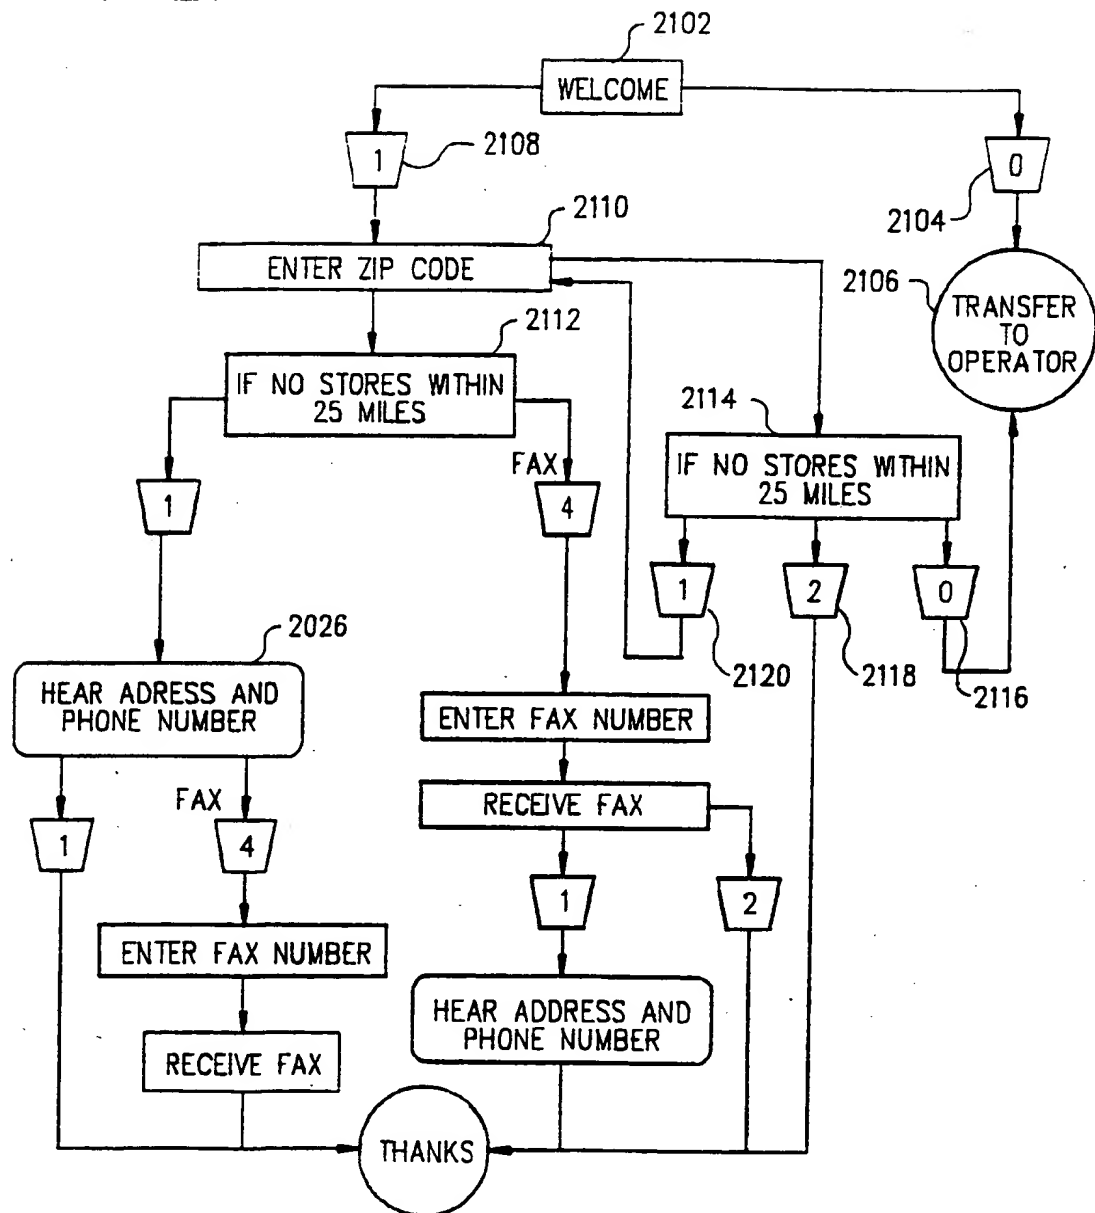 2102
WELCOME
1
2108
0
2104
2110
ENTER ZIP CODE
2106
TRANSFER
TO
OPERATOR
2112
IF NO STORES WITHIN
25 MILES
2114
IF NO STORES WITHIN
25 MILES
1
FAX
4
1
2
0
2120
2118
2116
2026
HEAR ADRESS AND
PHONE NUMBER
ENTER FAX NUMBER
RECEIVE FAX
1
FAX
4
1
2
ENTER FAX NUMBER
HEAR ADDRESS AND
PHONE NUMBER
RECEIVE FAX
THANKS